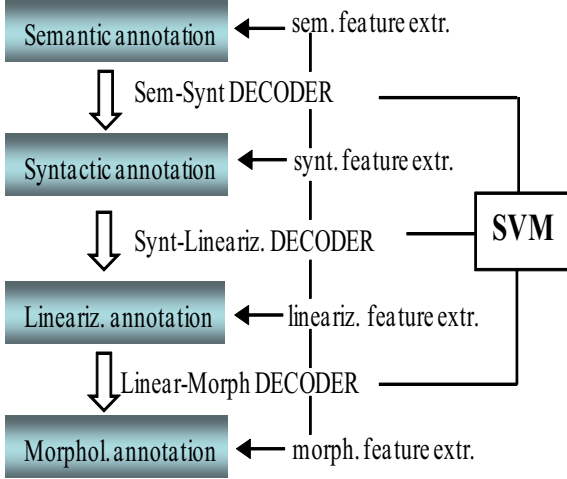 sem. feature extr.
Semantic annotation
Sem-Synt DECODER
synt. feature extr.
Syntactic annotation
SVM
Synt-Lineariz. DECODER
Lineariz. annotation
lineariz. feature extr.
Linear-Morph DECODER
Morphol. annotation
morph. feature extr.